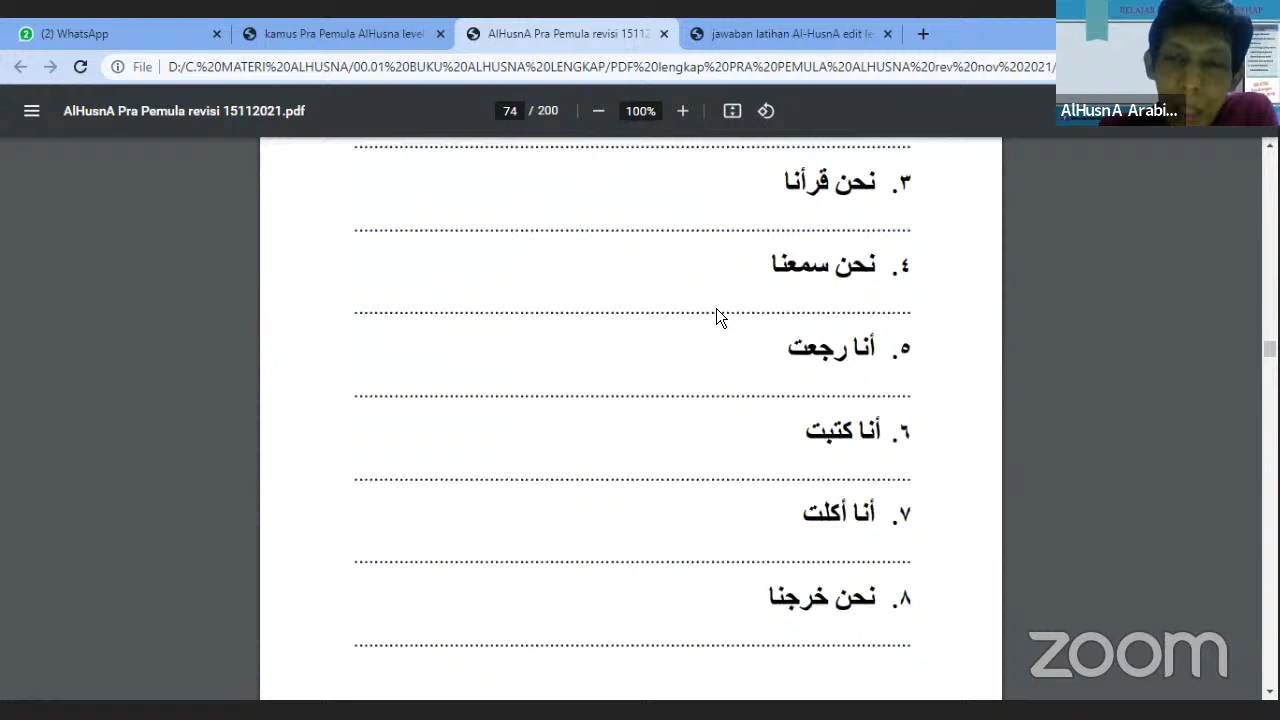 (2) WhatsApp
kamus Pra Pemula AlHusna level
AlHusnA Pra Pemula revisi 15112
jawaban latihan Al-HusnA edit le
File
D:/C.%20MATERI%20ALHUSNA/00.01%20BUKU%20ALHUSNA%20LENGKAP/PDF%20lengkap%20PRA%20PEMULA%20ALHUSNA%20rev%20nov%202021/
AlHusnA Pra Pemula revisi 15112021.pdf
74 / 200
100%
AlHusnA Arabi...
٣. نحن قرأنا
٤. نحن سمعنا
٥. أنا رجعت
٦. أنا كتبت
٧. أنا أكلت
٨. نحن خرجنا
zoom